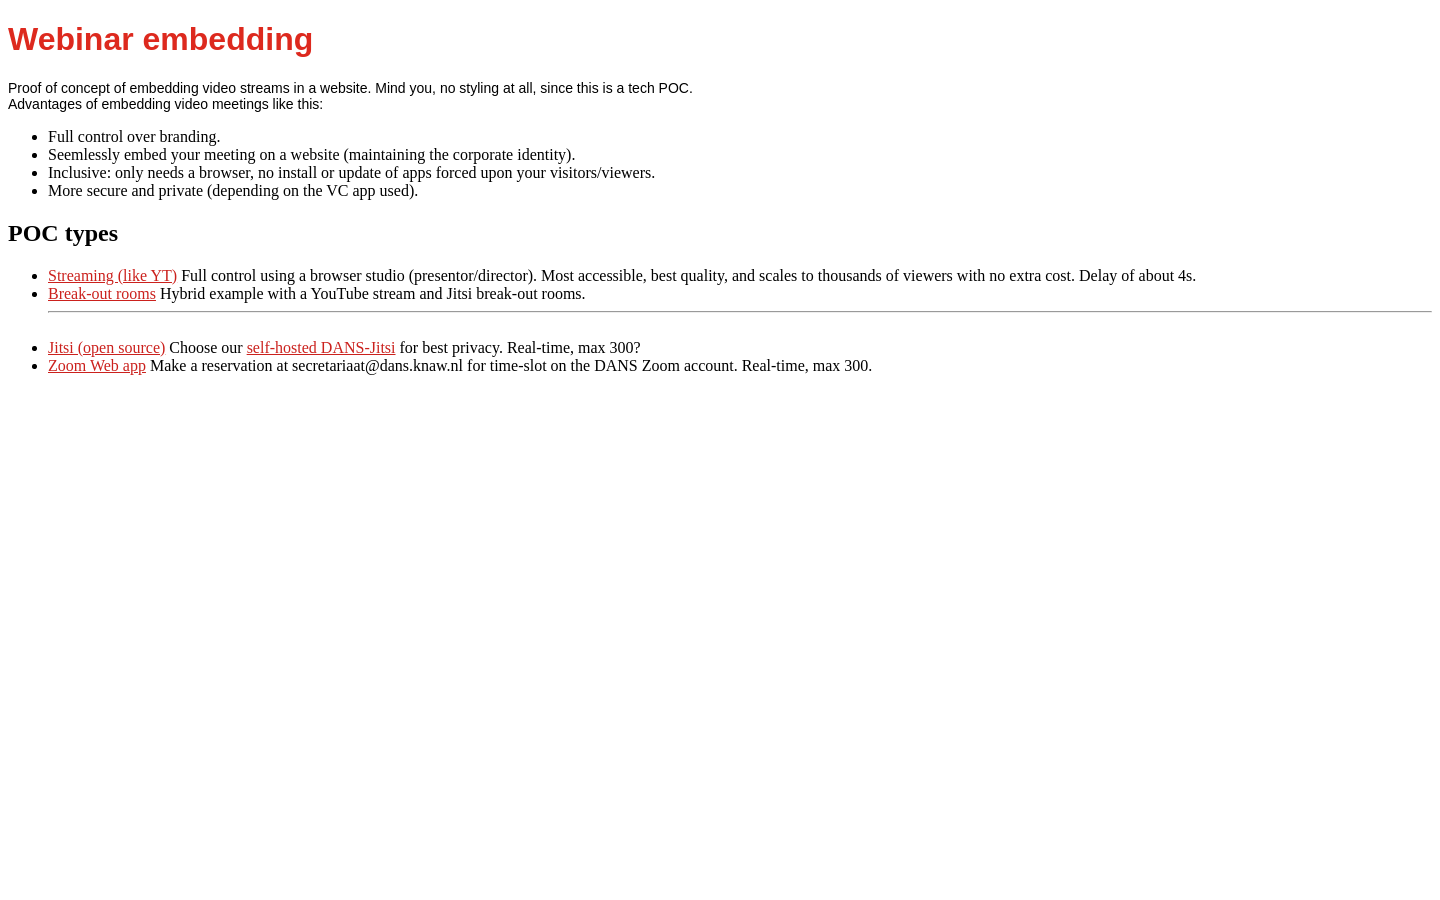 Webinar embedding
Proof of concept of embedding video streams in a website. Mind you, no styling at all, since this is a tech POC.
Advantages of embedding video meetings like this:
Full control over branding.
Seemlessly embed your meeting on a website (maintaining the corporate identity).
Inclusive: only needs a browser, no install or update of apps forced upon your visitors/viewers.
More secure and private (depending on the VC app used).
POC types
Streaming (like YT) Full control using a browser studio (presentor/director). Most accessible, best quality, and scales to thousands of viewers with no extra cost. Delay of about 4s.
Break-out rooms Hybrid example with a YouTube stream and Jitsi break-out rooms.
Jitsi (open source) Choose our self-hosted DANS-Jitsi for best privacy. Real-time, max 300?
Zoom Web app Make a reservation at secretariaat@dans.knaw.nl for time-slot on the DANS Zoom account. Real-time, max 300.